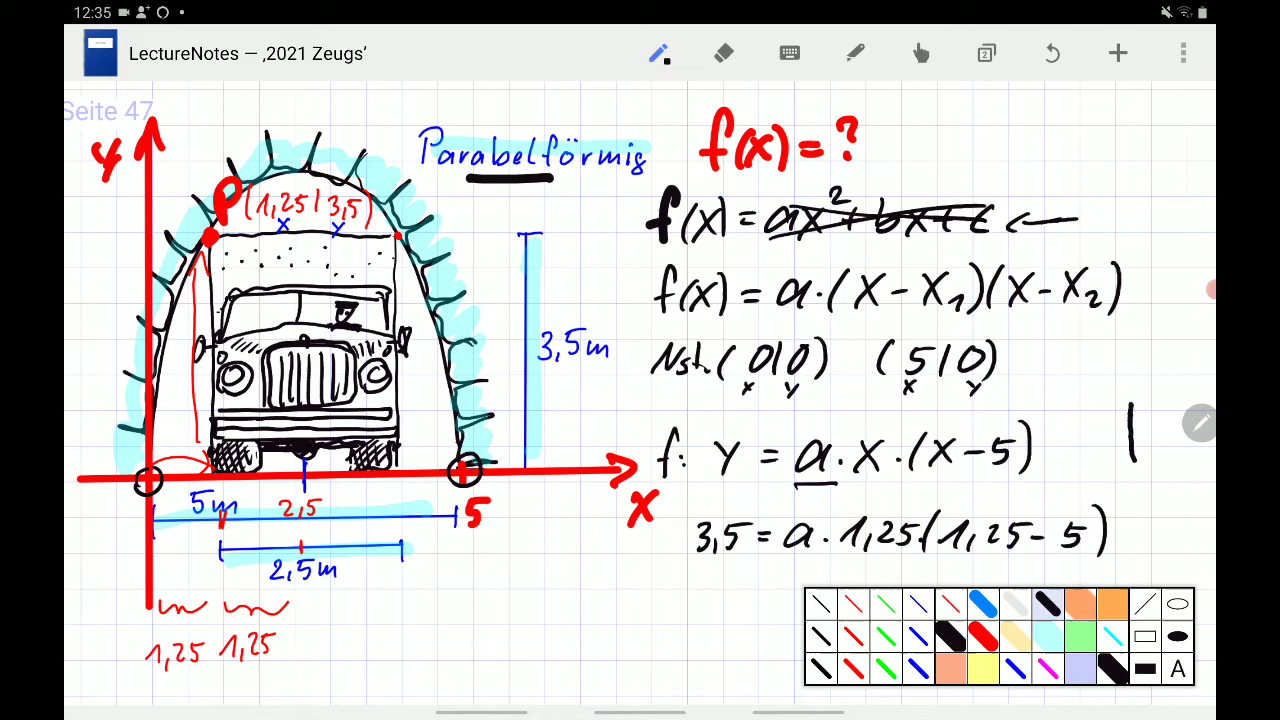 12:35
LectureNotes — ‚2021 Zeugs'
2
Seite 47
y
Parabelförmig
f(x) = ?
P(1,25 | 3,5)
x y
f(x) = ax² + bx + c
f(x) = a·(x - x₁)(x - x₂)
3,5m
Nst. (0|0) (5|0)
x y x y
f: y = a·x·(x - 5)
5m
2,5
5
x
3,5 = a·1,25·(1,25 - 5)
2,5m
1,25 1,25
A